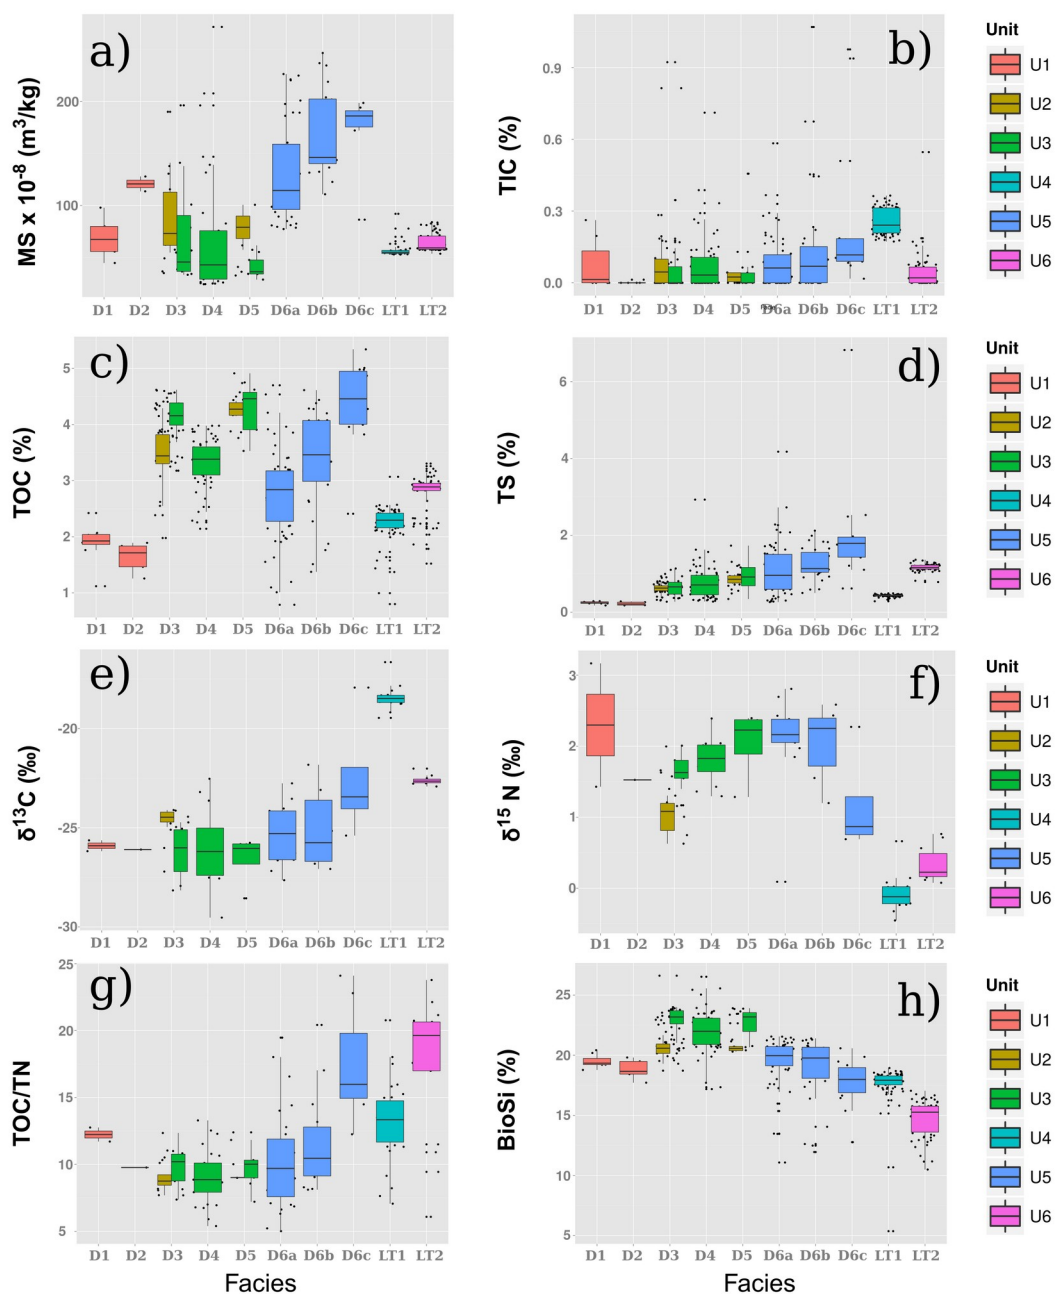 a)
MS x 10⁻⁸ (m³/kg)
200
100
D1 D2 D3 D4 D5 D6a D6b D6c LT1 LT2
b)
TIC (%)
0.9
0.6
0.3
0.0
D1 D2 D3 D4 D5 D6a D6b D6c LT1 LT2
Unit
U1
U2
U3
U4
U5
U6
c)
TOC (%)
5
4
3
2
1
D1 D2 D3 D4 D5 D6a D6b D6c LT1 LT2
d)
TS (%)
6
4
2
0
D1 D2 D3 D4 D5 D6a D6b D6c LT1 LT2
Unit
U1
U2
U3
U4
U5
U6
e)
δ¹³C (‰)
-20
-25
-30
D1 D2 D3 D4 D5 D6a D6b D6c LT1 LT2
f)
δ¹⁵ N (‰)
3
2
1
0
D1 D2 D3 D4 D5 D6a D6b D6c LT1 LT2
Unit
U1
U2
U3
U4
U5
U6
g)
TOC/TN
25
20
15
10
5
D1 D2 D3 D4 D5 D6a D6b D6c LT1 LT2
Facies
h)
BioSi (%)
25
20
15
10
5
D1 D2 D3 D4 D5 D6a D6b D6c LT1 LT2
Facies
Unit
U1
U2
U3
U4
U5
U6